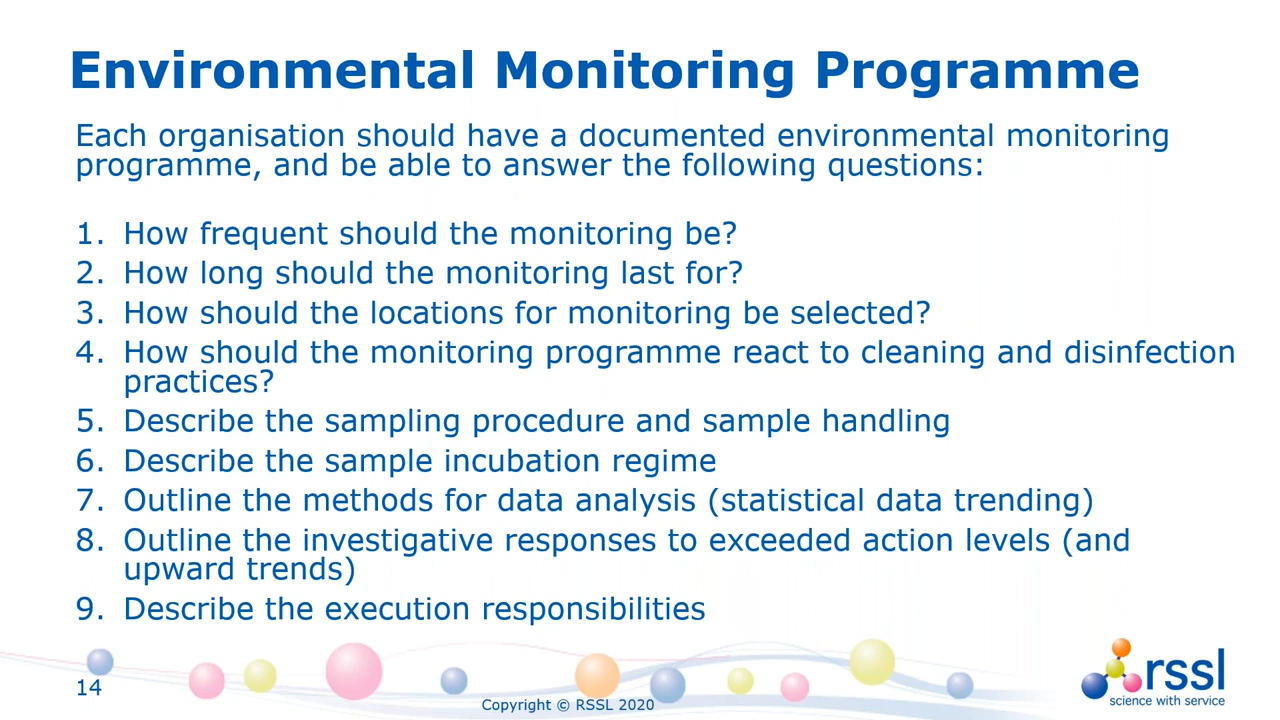 Environmental Monitoring Programme
Each organisation should have a documented environmental monitoring
programme, and be able to answer the following questions:
1. How frequent should the monitoring be?
2. How long should the monitoring last for?
3. How should the locations for monitoring be selected?
4. How should the monitoring programme react to cleaning and disinfection
practices?
5. Describe the sampling procedure and sample handling
6. Describe the sample incubation regime
7. Outline the methods for data analysis (statistical data trending)
8. Outline the investigative responses to exceeded action levels (and
upward trends)
9. Describe the execution responsibilities
14
Copyright © RSSL 2020
rssl
science with service